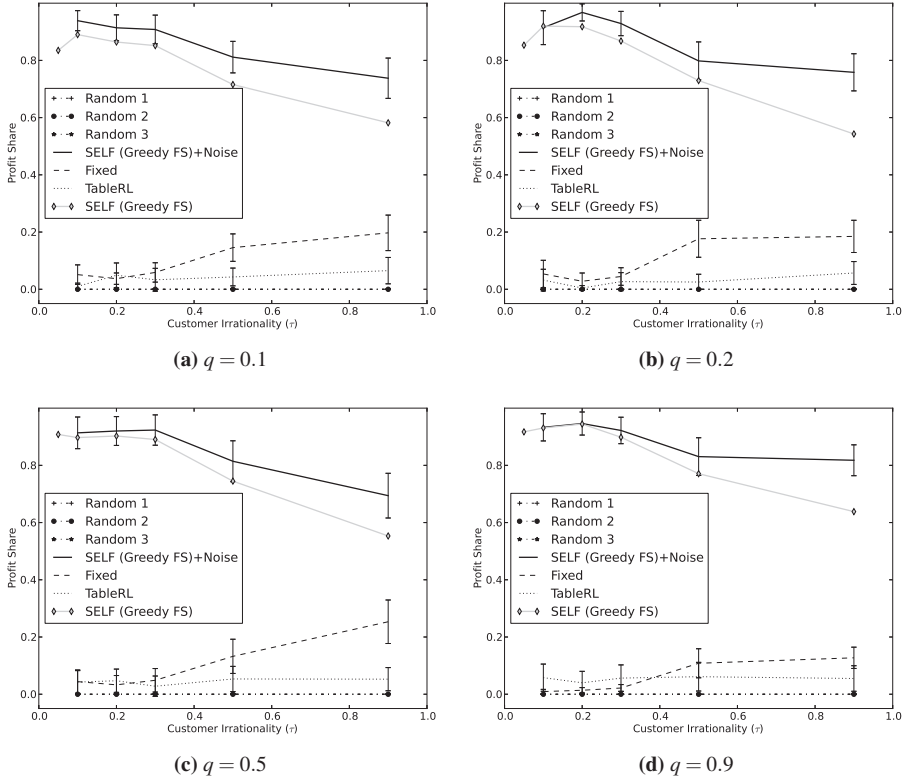 Profit Share
0.8
0.6
0.4
0.2
0.0
Random 1
Random 2
Random 3
SELF (Greedy FS)+Noise
Fixed
TableRL
SELF (Greedy FS)
0.0 0.2 0.4 0.6 0.8 1.0
Customer Irrationality (τ)
(a) q = 0.1
Profit Share
0.8
0.6
0.4
0.2
0.0
Random 1
Random 2
Random 3
SELF (Greedy FS)+Noise
Fixed
TableRL
SELF (Greedy FS)
0.0 0.2 0.4 0.6 0.8 1.0
Customer Irrationality (τ)
(b) q = 0.2
Profit Share
0.8
0.6
0.4
0.2
0.0
Random 1
Random 2
Random 3
SELF (Greedy FS)+Noise
Fixed
TableRL
SELF (Greedy FS)
0.0 0.2 0.4 0.6 0.8 1.0
Customer Irrationality (τ)
(c) q = 0.5
Profit Share
0.8
0.6
0.4
0.2
0.0
Random 1
Random 2
Random 3
SELF (Greedy FS)+Noise
Fixed
TableRL
SELF (Greedy FS)
0.0 0.2 0.4 0.6 0.8 1.0
Customer Irrationality (τ)
(d) q = 0.9